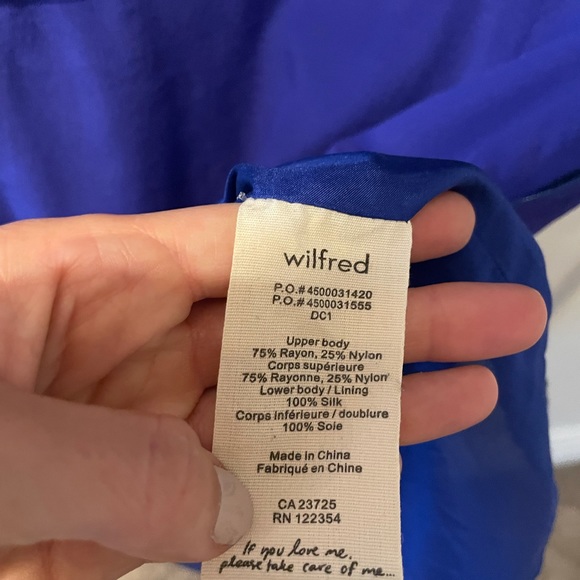 wilfred
P.O.# 4500031420
P.O.# 4500031555
DC1
Upper body
75% Rayon, 25% Nylon
Corps supérieure
75% Rayonne, 25% Nylon
Lower body / Lining
100% Silk
Corps inférieure / doublure
100% Soie
Made in China
Fabriqué en Chine
CA 23725
RN 122354
If you love me,
please take care of me...